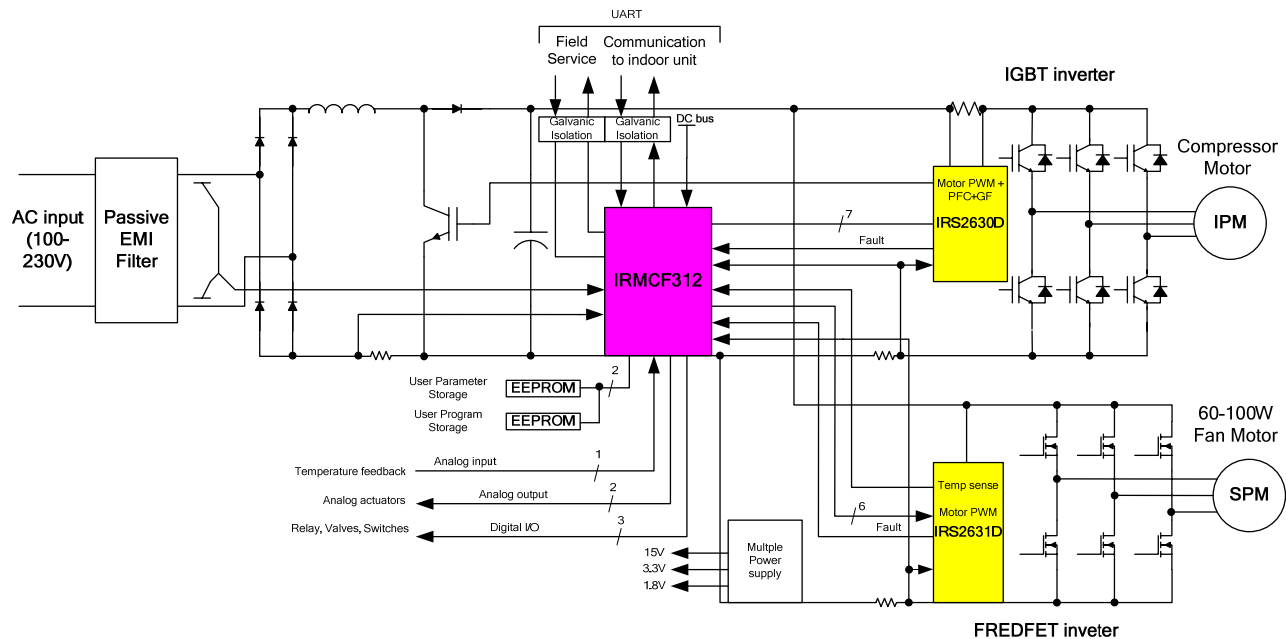 UART
Field
Service
Communication
to indoor unit
IGBT inverter
Galvanic
Isolation
Galvanic
Isolation
DC bus
Compressor
Motor
AC input
(100-
230V)
Passive
EMI
Filter
Motor PWM +
PFC+GF
IRS2630D
IPM
7
Fault
IRMCF312
User Parameter
Storage
EEPROM
2
User Program
Storage
EEPROM
60-100W
Fan Motor
Temperature feedback
Analog input
1
Analog actuators
Analog output
2
Relay, Valves, Switches
Digital I/O
3
Temp sense
Motor PWM
IRS2631D
6
Fault
SPM
15V
3.3V
1.8V
Multple
Power
supply
FREDFET inveter